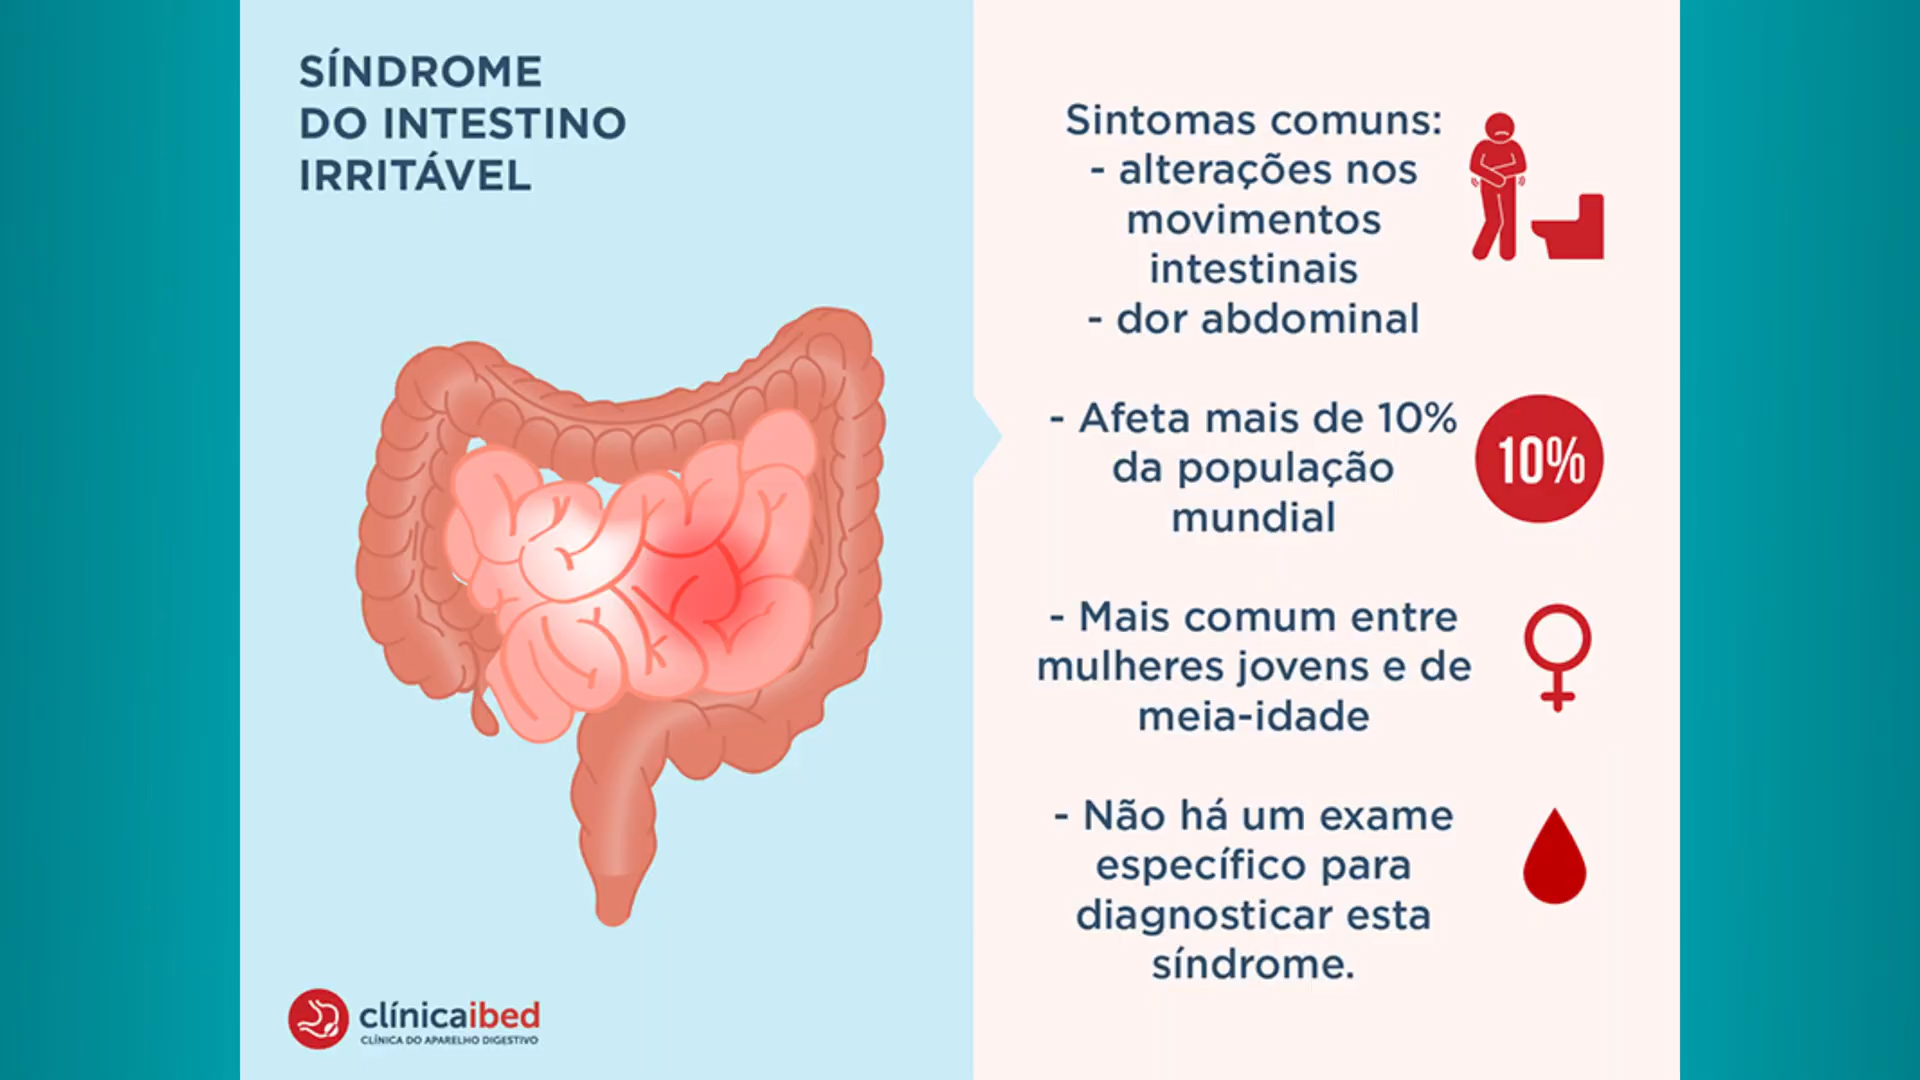 SÍNDROME
DO INTESTINO
IRRITÁVEL
Sintomas comuns:
- alterações nos
movimentos
intestinais
- dor abdominal
- Afeta mais de 10%
da população
mundial
10%
- Mais comum entre
mulheres jovens e de
meia-idade
- Não há um exame
específico para
diagnosticar esta
síndrome.
clínicaibed
CLÍNICA DO APARELHO DIGESTIVO